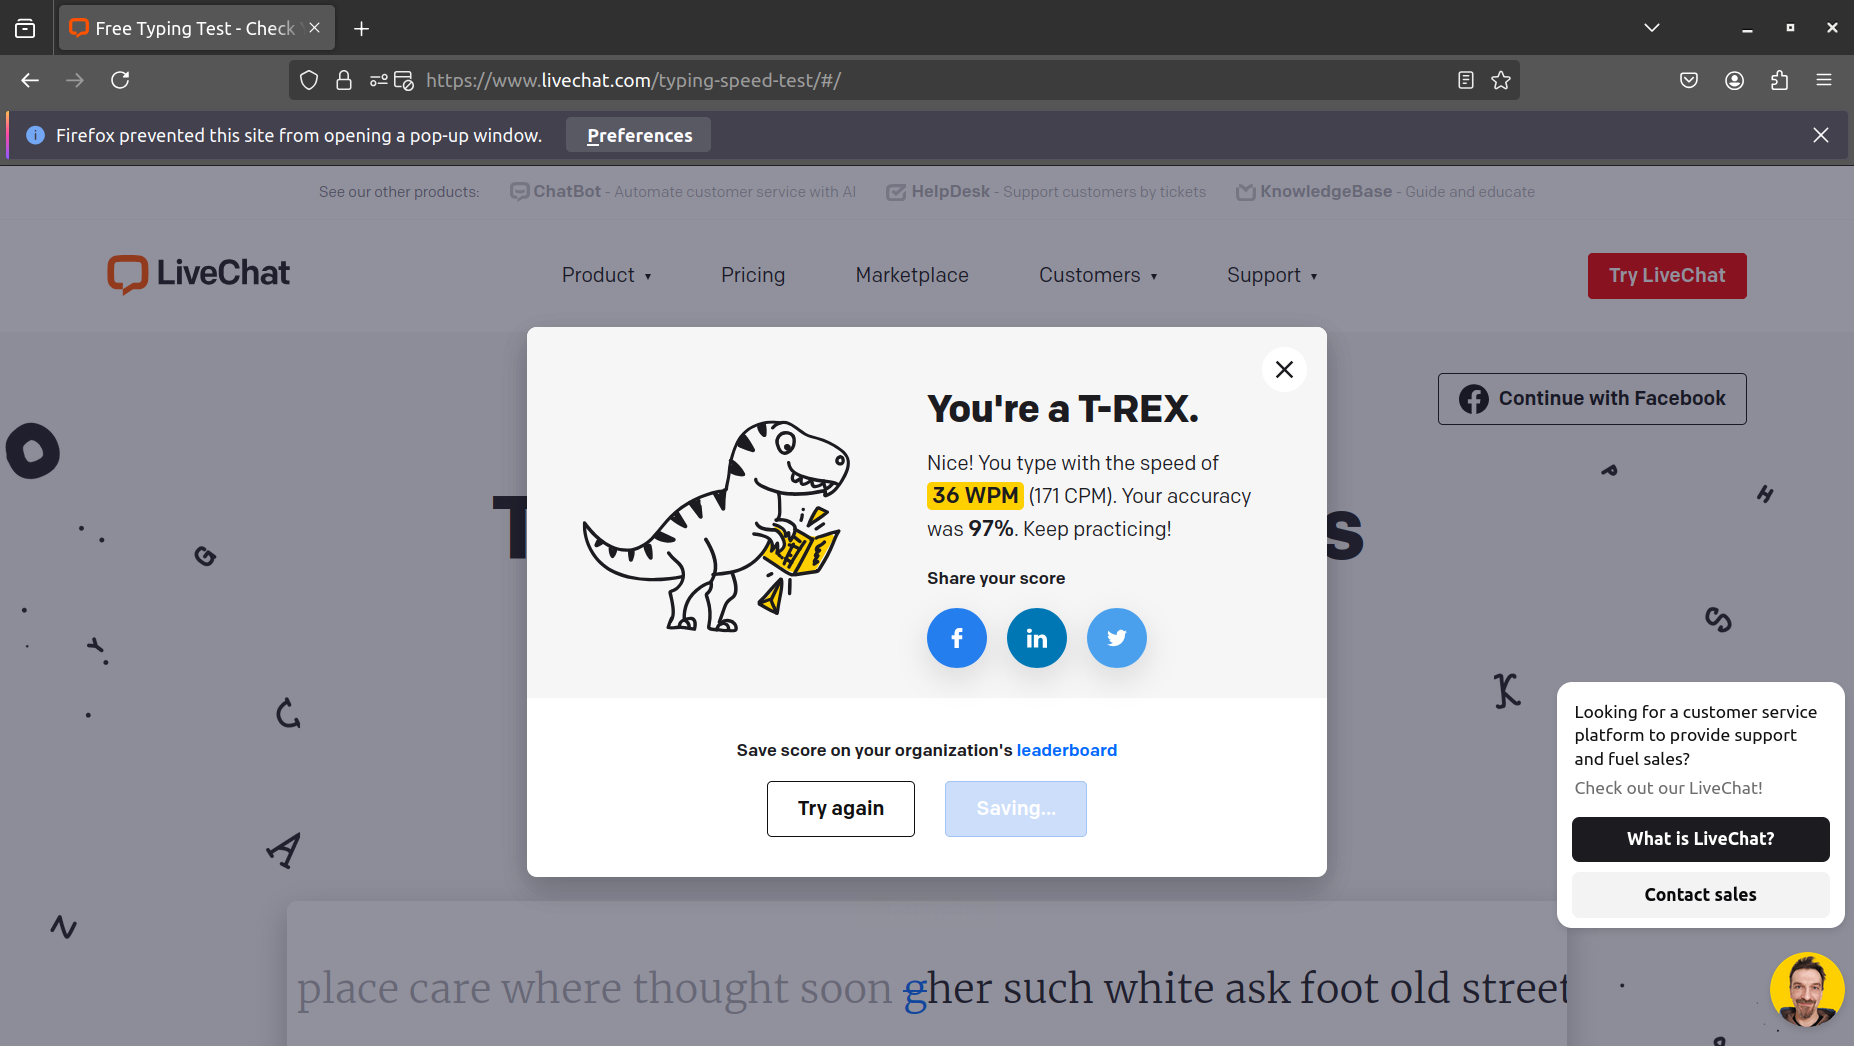 Free Typing Test - Check
https://www.livechat.com/typing-speed-test/#/
Firefox prevented this site from opening a pop-up window. Preferences
See our other products: ChatBot - Automate customer service with AI HelpDesk - Support customers by tickets KnowledgeBase - Guide and educate
LiveChat Product Pricing Marketplace Customers Support Try LiveChat
Continue with Facebook
You're a T-REX.
Nice! You type with the speed of
36 WPM (171 CPM). Your accuracy
was 97%. Keep practicing!
Share your score
f in
Save score on your organization's leaderboard
Try again Saving...
T s
O
G
Y
C
A
N
P
H
S
K
Looking for a customer service
platform to provide support
and fuel sales?
Check out our LiveChat!
What is LiveChat?
Contact sales
place care where thought soon gher such white ask foot old street